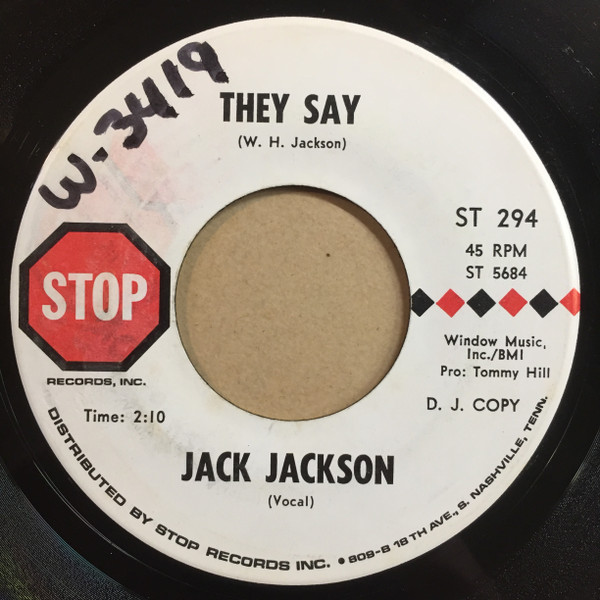 W-3419
THEY SAY
(W. H. Jackson)
ST 294
45 RPM
ST 5684
STOP
RECORDS, INC.
Window Music,
Inc./BMI
Pro: Tommy Hill
Time: 2:10
D. J. COPY
JACK JACKSON
(Vocal)
DISTRIBUTED BY STOP RECORDS INC. • 809-B 18TH AVE., S. NASHVILLE, TENN.